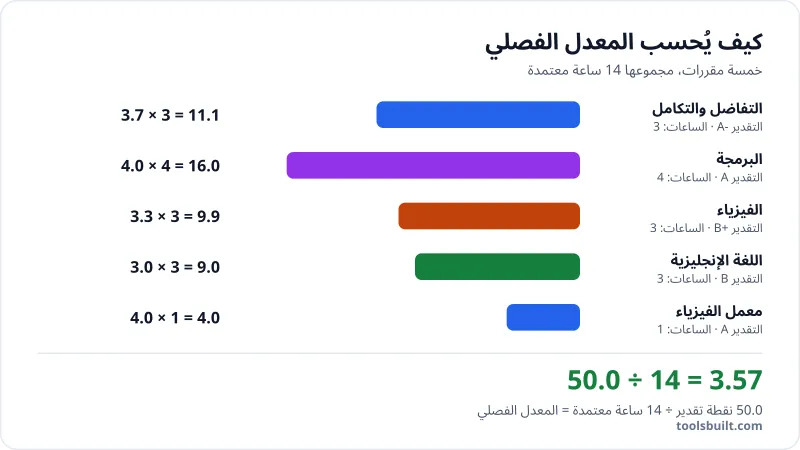 كيف يُحسب المعدل الفصلي
خمسة مقررات، مجموعها 14 ساعة معتمدة
التفاضل والتكامل
التقدير A- · الساعات: 3
3.7 × 3 = 11.1
البرمجة
التقدير A · الساعات: 4
4.0 × 4 = 16.0
الفيزياء
التقدير B+ · الساعات: 3
3.3 × 3 = 9.9
اللغة الإنجليزية
التقدير B · الساعات: 3
3.0 × 3 = 9.0
معمل الفيزياء
التقدير A · الساعات: 1
4.0 × 1 = 4.0
50.0 ÷ 14 = 3.57
50.0 نقطة تقدير ÷ 14 ساعة معتمدة = المعدل الفصلي
toolsbuilt.com